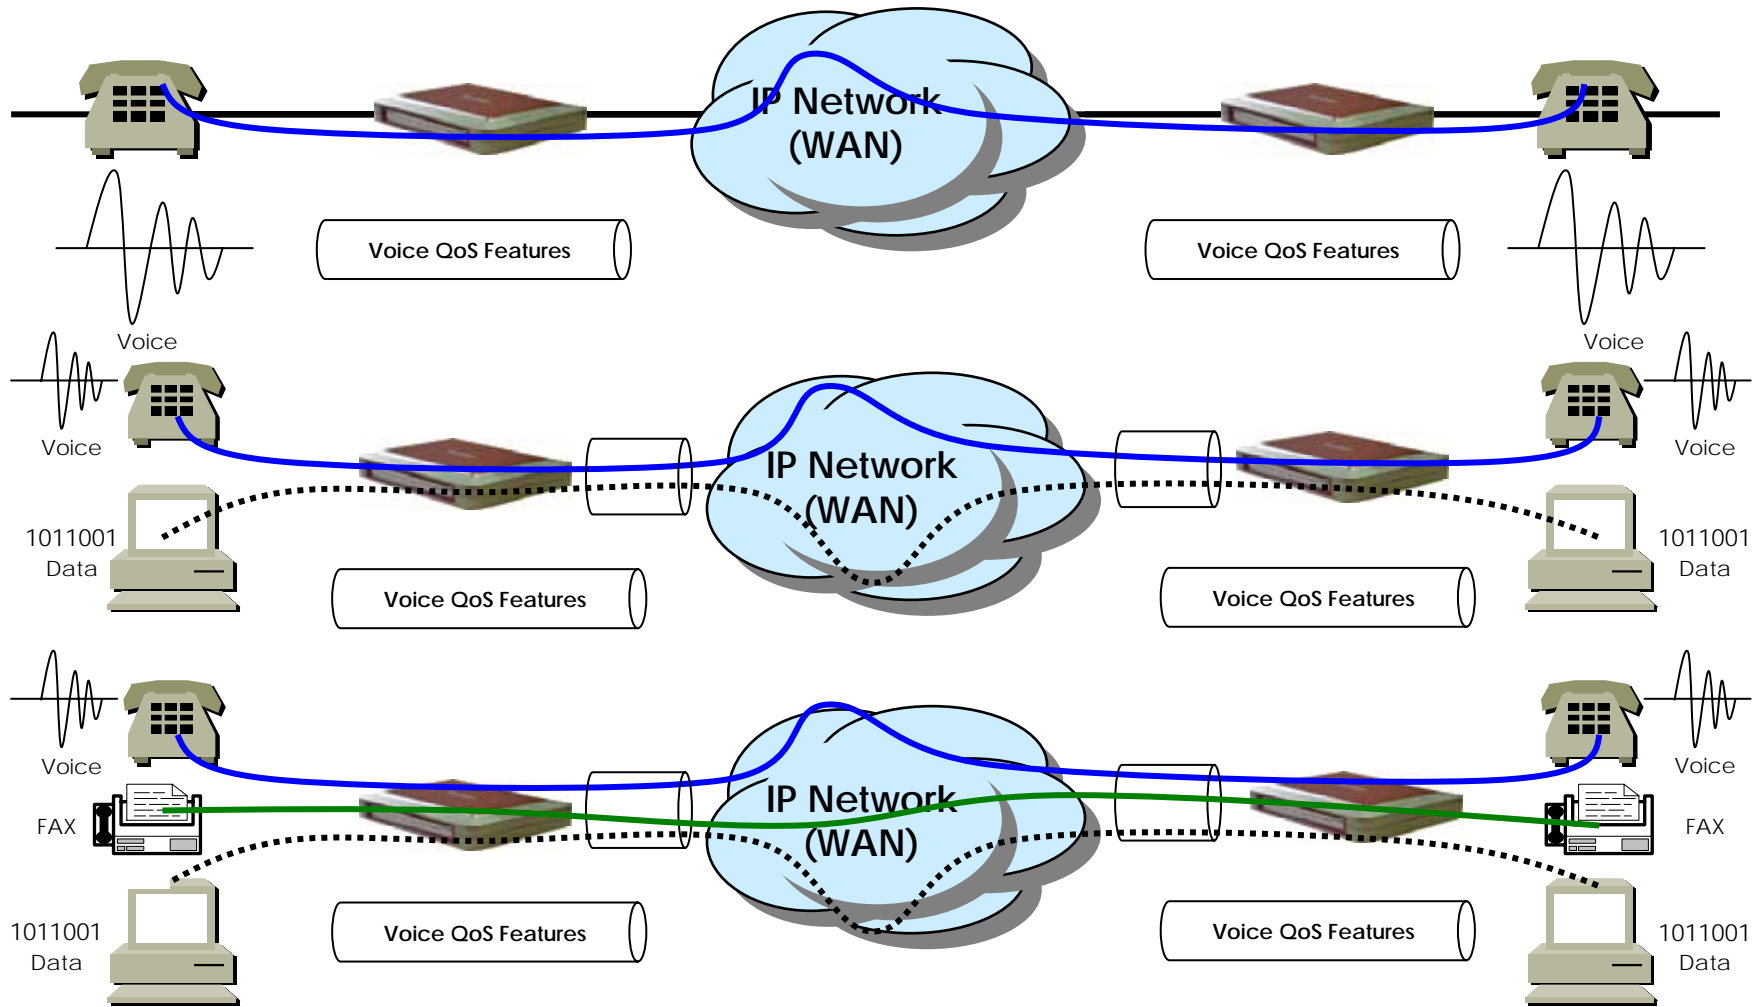 IP Network
(WAN)
Voice QoS Features
Voice QoS Features
Voice
Voice
Voice
Voice
IP Network
(WAN)
1011001
Data
1011001
Data
Voice QoS Features
Voice QoS Features
Voice
Voice
IP Network
(WAN)
FAX
FAX
1011001
Data
1011001
Data
Voice QoS Features
Voice QoS Features